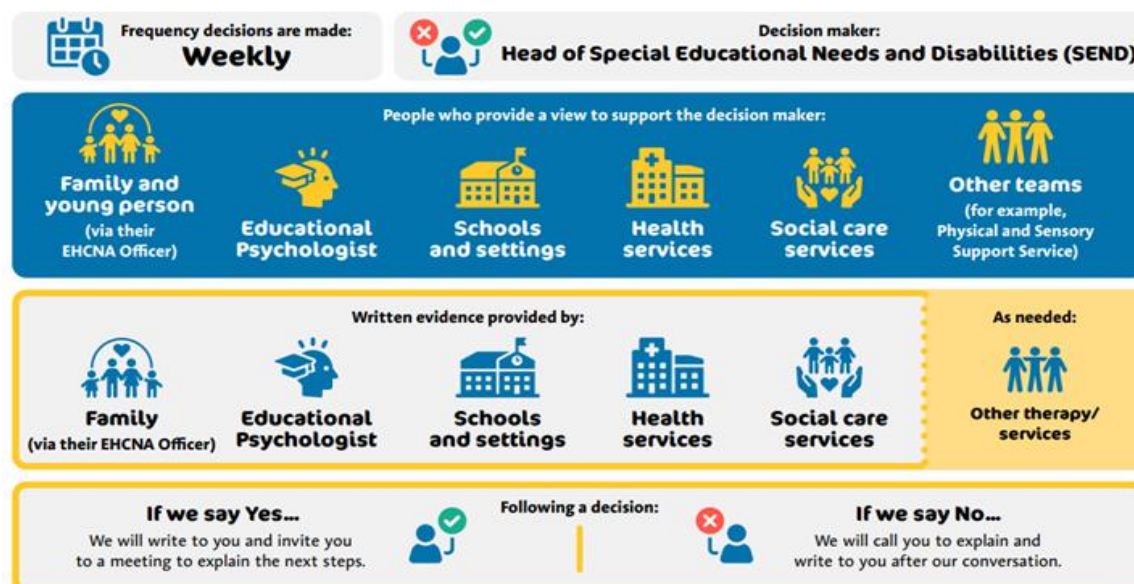 Frequency decisions are made:
Weekly
Decision maker:
Head of Special Educational Needs and Disabilities (SEND)
People who provide a view to support the decision maker:
Family and
young person
(via their
EHCNA Officer)
Educational
Psychologist
Schools
and settings
Health
services
Social care
services
Other teams
(for example,
Physical and Sensory
Support Service)
Written evidence provided by:
Family
(via their EHCNA Officer)
Educational
Psychologist
Schools
and settings
Health
services
Social care
services
As needed:
Other therapy/
services
Following a decision:
If we say Yes...
We will write to you and invite you
to a meeting to explain the next steps.
If we say No...
We will call you to explain and
write to you after our conversation.